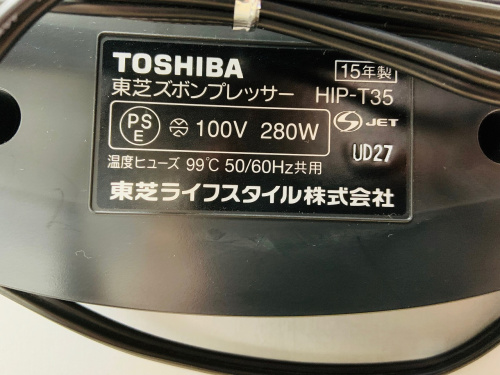 TOSHIBA 15年製
東芝ズボンプレッサー HIP-T35
PS E 100V 280W S JET
UD27
温度ヒューズ 99℃ 50/60Hz共用
東芝ライフスタイル株式会社